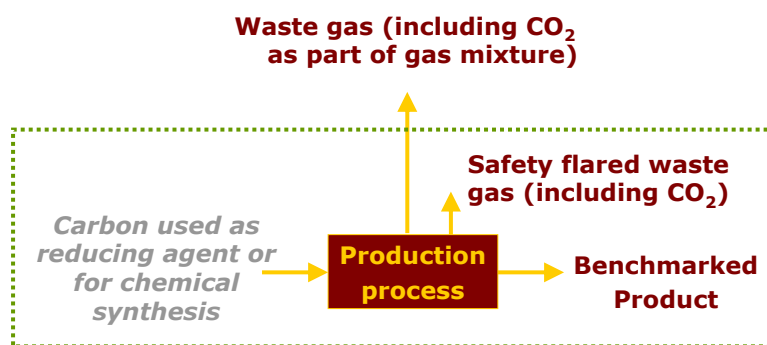 Waste gas (including CO₂
as part of gas mixture)
Safety flared waste
gas (including CO₂)
Carbon used as
reducing agent or
for chemical
synthesis
Production
process
Benchmarked
Product